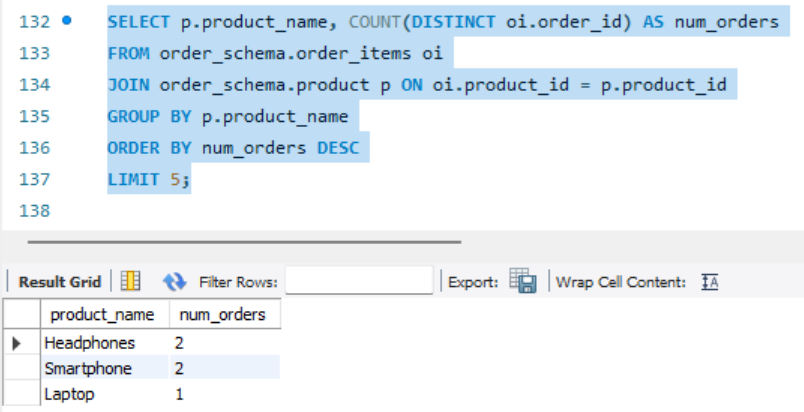 132 SELECT p.product_name, COUNT(DISTINCT oi.order_id) AS num_orders
133 FROM order_schema.order_items oi
134 JOIN order_schema.product p ON oi.product_id = p.product_id
135 GROUP BY p.product_name
136 ORDER BY num_orders DESC
137 LIMIT 5;
138
Result Grid Filter Rows: Export: Wrap Cell Content: IA
product_name num_orders
Headphones 2
Smartphone 2
Laptop 1